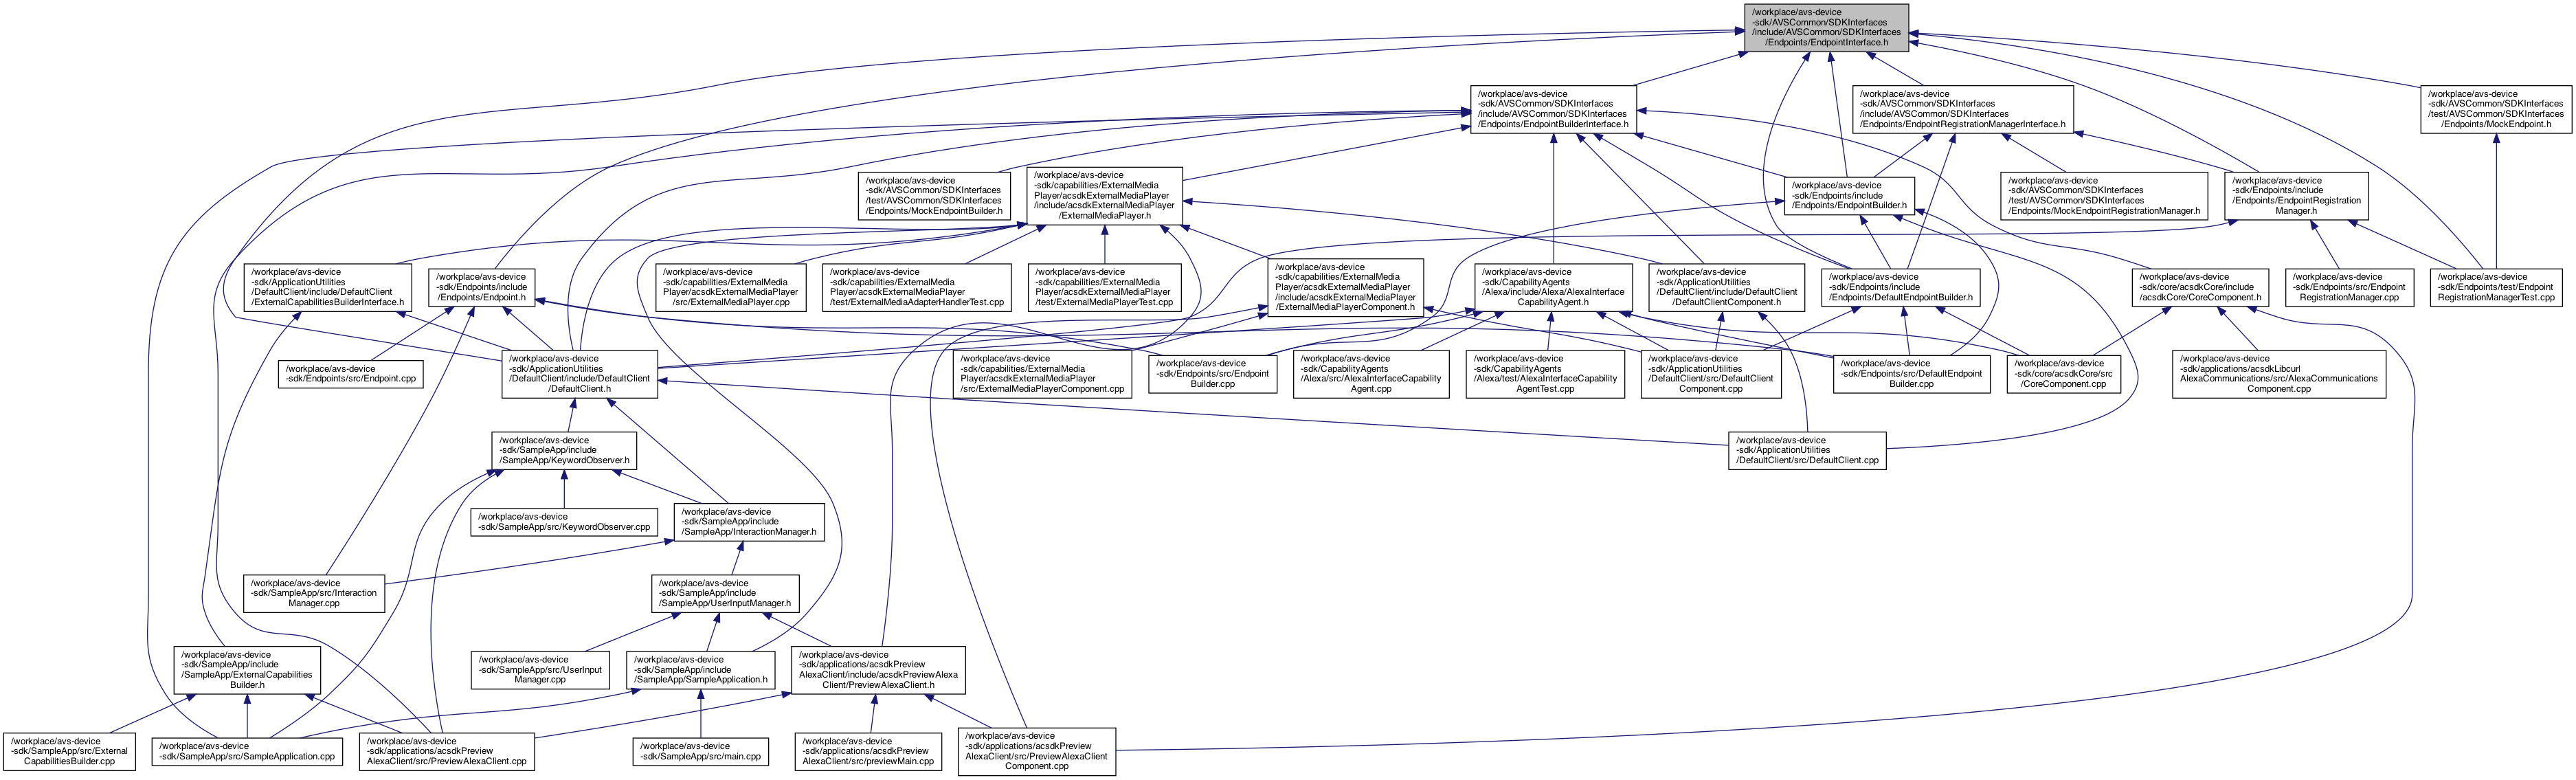 /workplace/avs-device
-sdk/AVSCommon/SDKInterfaces
/include/AVSCommon/SDKInterfaces
/Endpoints/EndpointInterface.h
/workplace/avs-device
-sdk/AVSCommon/SDKInterfaces
/include/AVSCommon/SDKInterfaces
/Endpoints/EndpointBuilderInterface.h
/workplace/avs-device
-sdk/AVSCommon/SDKInterfaces
/include/AVSCommon/SDKInterfaces
/Endpoints/EndpointRegistrationManagerInterface.h
/workplace/avs-device
-sdk/AVSCommon/SDKInterfaces
/test/AVSCommon/SDKInterfaces
/Endpoints/MockEndpoint.h
/workplace/avs-device
-sdk/AVSCommon/SDKInterfaces
/test/AVSCommon/SDKInterfaces
/Endpoints/MockEndpointBuilder.h
/workplace/avs-device
-sdk/capabilities/ExternalMedia
Player/acsdkExternalMediaPlayer
/include/acsdkExternalMediaPlayer
/ExternalMediaPlayer.h
/workplace/avs-device
-sdk/Endpoints/include
/Endpoints/EndpointBuilder.h
/workplace/avs-device
-sdk/AVSCommon/SDKInterfaces
/test/AVSCommon/SDKInterfaces
/Endpoints/MockEndpointRegistrationManager.h
/workplace/avs-device
-sdk/Endpoints/include
/Endpoints/EndpointRegistration
Manager.h
/workplace/avs-device
-sdk/ApplicationUtilities
/DefaultClient/include/DefaultClient
/ExternalCapabilitiesBuilderInterface.h
/workplace/avs-device
-sdk/Endpoints/include
/Endpoints/Endpoint.h
/workplace/avs-device
-sdk/capabilities/ExternalMedia
Player/acsdkExternalMediaPlayer
/src/ExternalMediaPlayer.cpp
/workplace/avs-device
-sdk/capabilities/ExternalMedia
Player/acsdkExternalMediaPlayer
/test/ExternalMediaAdapterHandlerTest.cpp
/workplace/avs-device
-sdk/capabilities/ExternalMedia
Player/acsdkExternalMediaPlayer
/test/ExternalMediaPlayerTest.cpp
/workplace/avs-device
-sdk/capabilities/ExternalMedia
Player/acsdkExternalMediaPlayer
/include/acsdkExternalMediaPlayer
/ExternalMediaPlayerComponent.h
/workplace/avs-device
-sdk/CapabilityAgents
/Alexa/include/Alexa/AlexaInterface
CapabilityAgent.h
/workplace/avs-device
-sdk/ApplicationUtilities
/DefaultClient/include/DefaultClient
/DefaultClientComponent.h
/workplace/avs-device
-sdk/Endpoints/include
/Endpoints/DefaultEndpointBuilder.h
/workplace/avs-device
-sdk/core/acsdkCore/include
/acsdkCore/CoreComponent.h
/workplace/avs-device
-sdk/Endpoints/src/Endpoint
RegistrationManager.cpp
/workplace/avs-device
-sdk/Endpoints/test/Endpoint
RegistrationManagerTest.cpp
/workplace/avs-device
-sdk/Endpoints/src/Endpoint.cpp
/workplace/avs-device
-sdk/ApplicationUtilities
/DefaultClient/include/DefaultClient
/DefaultClient.h
/workplace/avs-device
-sdk/capabilities/ExternalMedia
Player/acsdkExternalMediaPlayer
/src/ExternalMediaPlayerComponent.cpp
/workplace/avs-device
-sdk/Endpoints/src/Endpoint
Builder.cpp
/workplace/avs-device
-sdk/CapabilityAgents
/Alexa/src/AlexaInterfaceCapability
Agent.cpp
/workplace/avs-device
-sdk/CapabilityAgents
/Alexa/test/AlexaInterfaceCapability
AgentTest.cpp
/workplace/avs-device
-sdk/ApplicationUtilities
/DefaultClient/src/DefaultClient
Component.cpp
/workplace/avs-device
-sdk/Endpoints/src/DefaultEndpoint
Builder.cpp
/workplace/avs-device
-sdk/core/acsdkCore/src
/CoreComponent.cpp
/workplace/avs-device
-sdk/applications/acsdkLibcurl
AlexaCommunications/src/AlexaCommunications
Component.cpp
/workplace/avs-device
-sdk/SampleApp/include
/SampleApp/KeywordObserver.h
/workplace/avs-device
-sdk/ApplicationUtilities
/DefaultClient/src/DefaultClient.cpp
/workplace/avs-device
-sdk/SampleApp/src/KeywordObserver.cpp
/workplace/avs-device
-sdk/SampleApp/include
/SampleApp/InteractionManager.h
/workplace/avs-device
-sdk/SampleApp/src/Interaction
Manager.cpp
/workplace/avs-device
-sdk/SampleApp/include
/SampleApp/UserInputManager.h
/workplace/avs-device
-sdk/SampleApp/include
/SampleApp/ExternalCapabilities
Builder.h
/workplace/avs-device
-sdk/SampleApp/src/UserInput
Manager.cpp
/workplace/avs-device
-sdk/SampleApp/include
/SampleApp/SampleApplication.h
/workplace/avs-device
-sdk/applications/acsdkPreview
AlexaClient/include/acsdkPreviewAlexa
Client/PreviewAlexaClient.h
/workplace/avs-device
-sdk/SampleApp/src/External
CapabilitiesBuilder.cpp
/workplace/avs-device
-sdk/SampleApp/src/SampleApplication.cpp
/workplace/avs-device
-sdk/applications/acsdkPreview
AlexaClient/src/PreviewAlexaClient.cpp
/workplace/avs-device
-sdk/SampleApp/src/main.cpp
/workplace/avs-device
-sdk/applications/acsdkPreview
AlexaClient/src/previewMain.cpp
/workplace/avs-device
-sdk/applications/acsdkPreview
AlexaClient/src/PreviewAlexaClient
Component.cpp